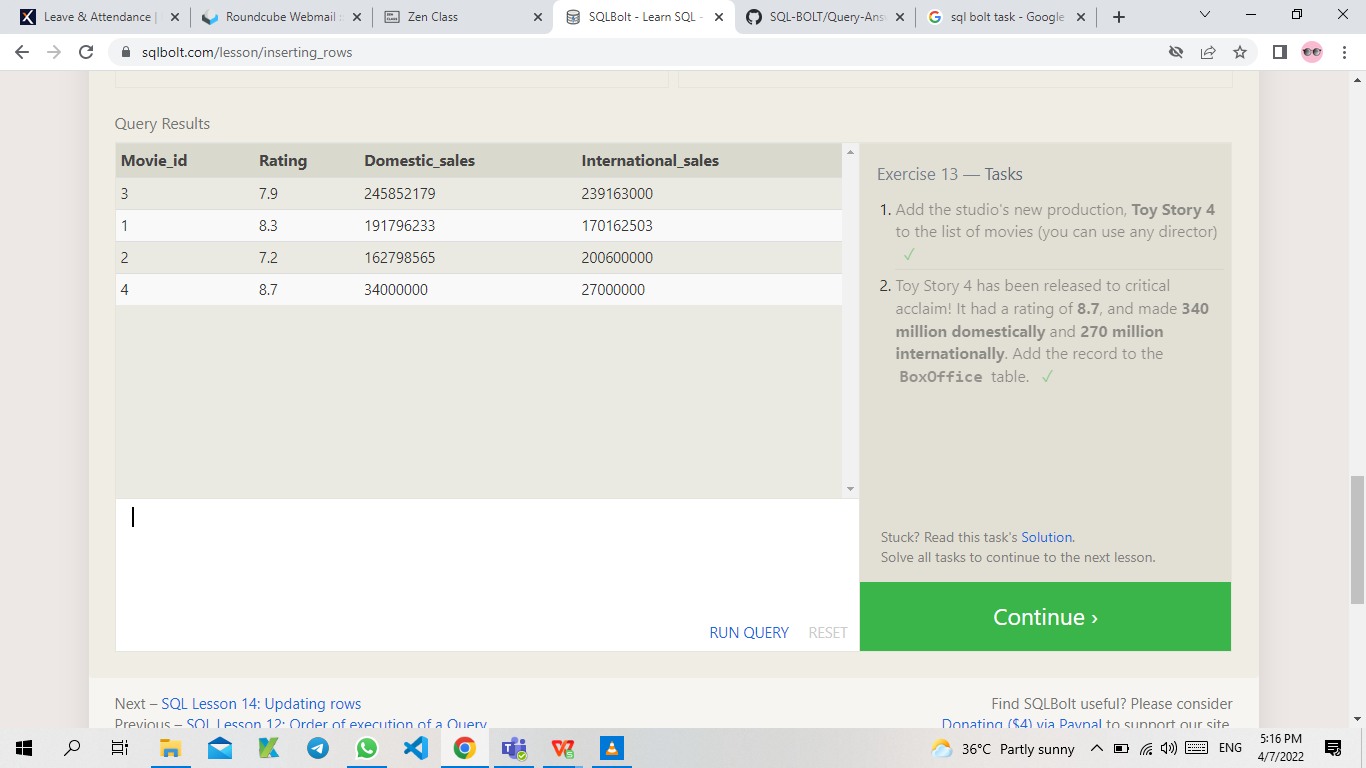 Leave & Attendance |
Roundcube Webmail
Zen Class
SQLBolt - Learn SQL -
SQL-BOLT/Query-Ans
sql bolt task - Google
sqlbolt.com/lesson/inserting_rows
Query Results
Movie_id Rating Domestic_sales International_sales
3 7.9 245852179 239163000
1 8.3 191796233 170162503
2 7.2 162798565 200600000
4 8.7 34000000 27000000
Exercise 13 — Tasks
1. Add the studio's new production, Toy Story 4
to the list of movies (you can use any director)
✓
2. Toy Story 4 has been released to critical
acclaim! It had a rating of 8.7, and made 340
million domestically and 270 million
internationally. Add the record to the
BoxOffice table. ✓
Stuck? Read this task's Solution.
Solve all tasks to continue to the next lesson.
RUN QUERY RESET
Continue ›
Next – SQL Lesson 14: Updating rows
Previous – SQL Lesson 12: Order of execution of a Query
Find SQLBolt useful? Please consider
Donating ($4) via Paypal to support our site.
36°C Partly sunny
ENG
5:16 PM
4/7/2022